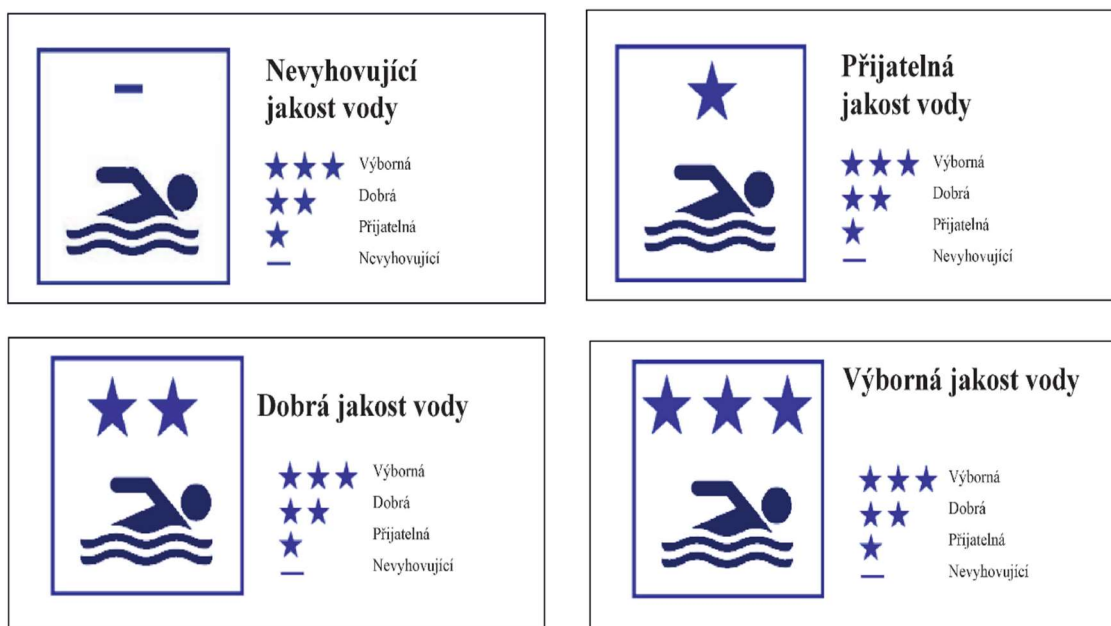 Nevyhovující
jakost vody
Výborná
Dobrá
Přijatelná
Nevyhovující
Přijatelná
jakost vody
Výborná
Dobrá
Přijatelná
Nevyhovující
Dobrá jakost vody
Výborná
Dobrá
Přijatelná
Nevyhovující
Výborná jakost vody
Výborná
Dobrá
Přijatelná
Nevyhovující